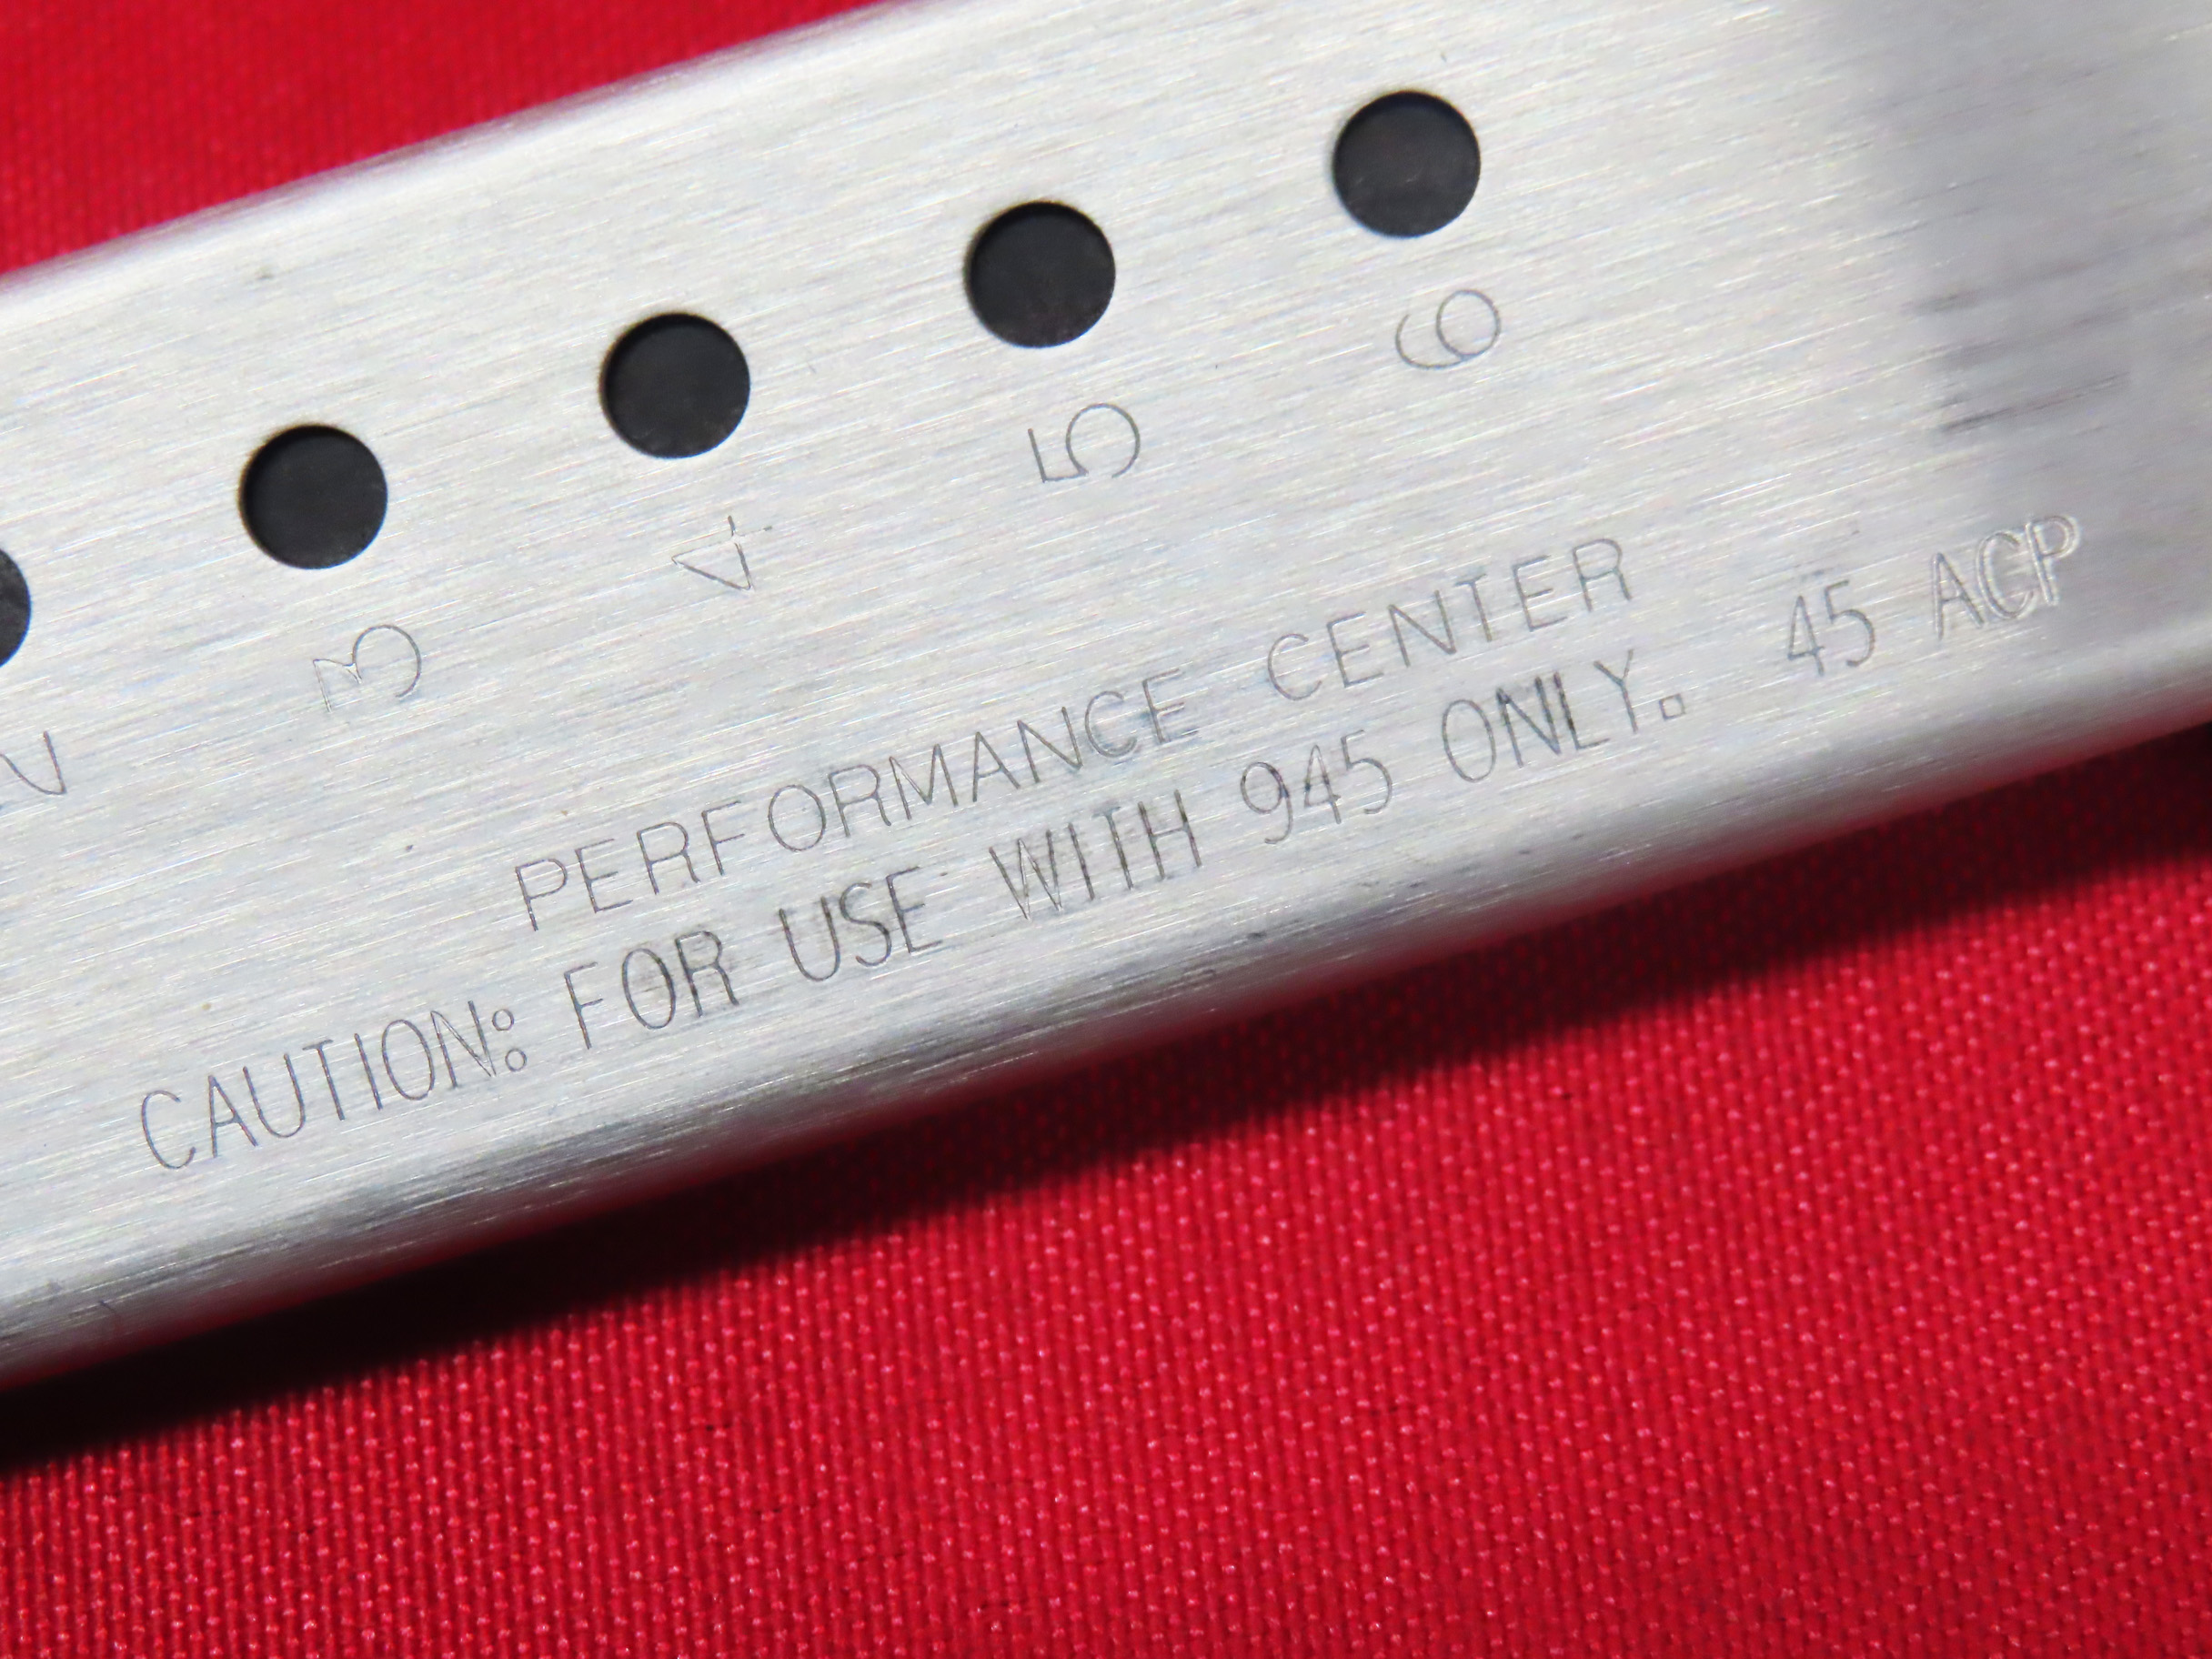 2
3
4
5
6
PERFORMANCE CENTER
CAUTION: FOR USE WITH 945 ONLY. 45 ACP